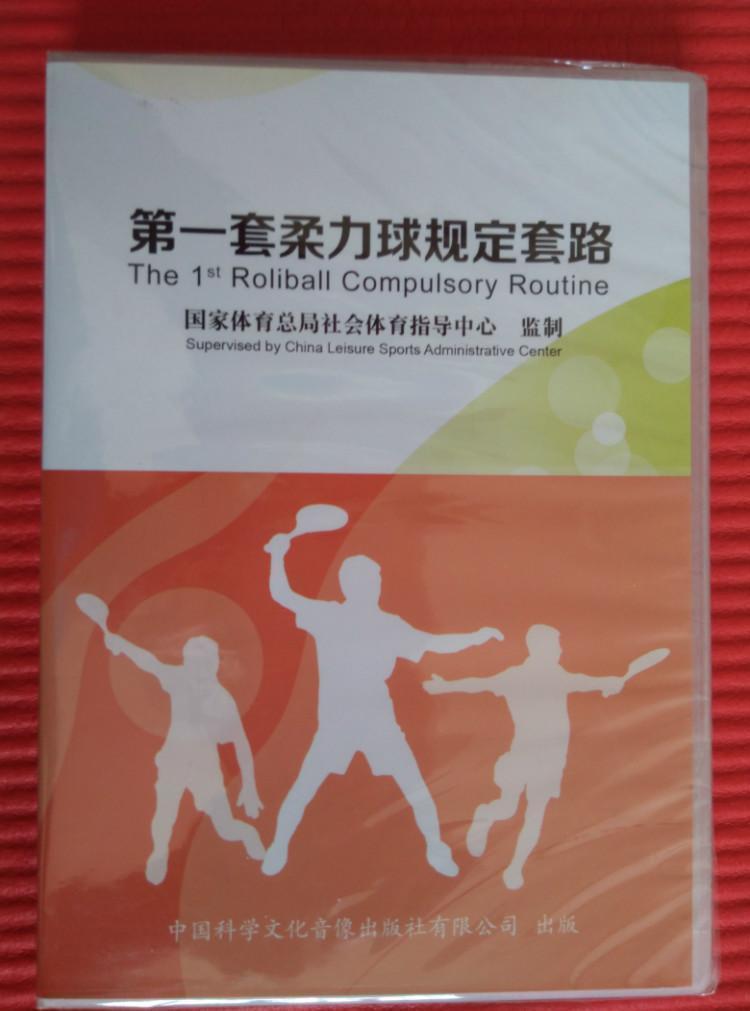 第一套柔力球规定套路
The 1st Roliball Compulsory Routine
国家体育总局社会体育指导中心 监制
Supervised by China Leisure Sports Administrative Center
中国科学文化音像出版社有限公司 出版